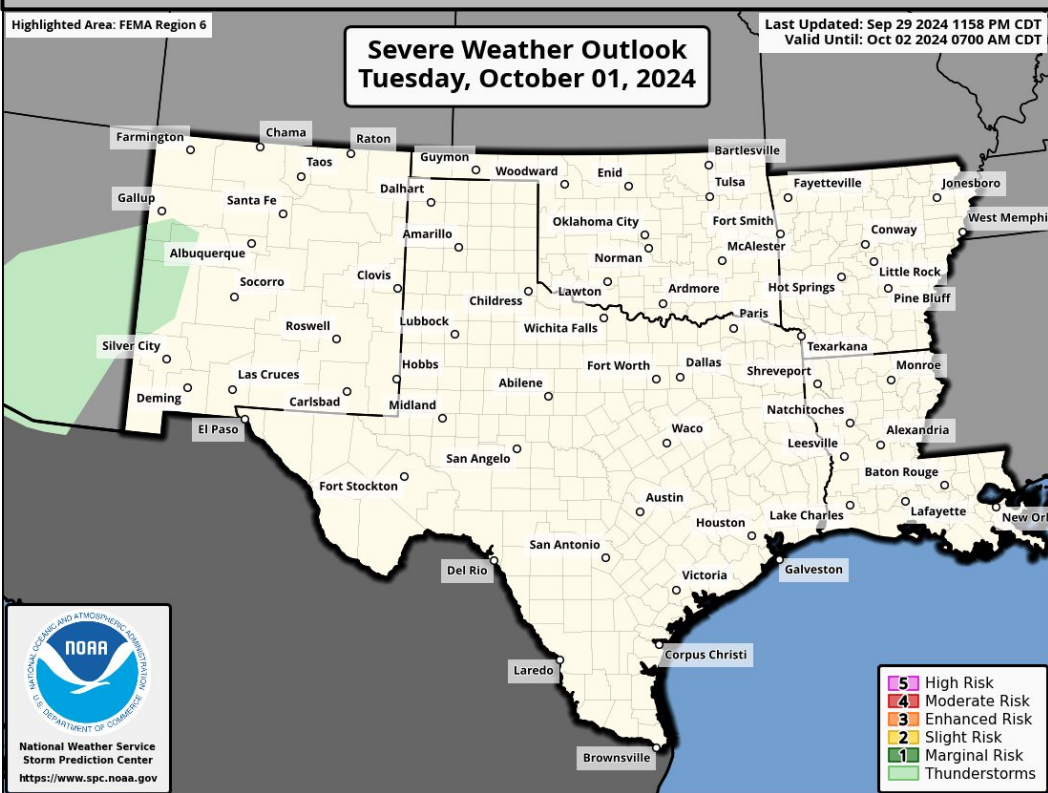 Highlighted Area: FEMA Region 6
Severe Weather Outlook
Tuesday, October 01, 2024
Last Updated: Sep 29 2024 1158 PM CDT
Valid Until: Oct 02 2024 0700 AM CDT
Farmington
Chama
Raton
Taos
Guymon
Woodward
Enid
Bartlesville
Tulsa
Fayetteville
Jonesboro
Gallup
Santa Fe
Dalhart
Oklahoma City
Fort Smith
West Memphi
Albuquerque
Amarillo
Norman
McAlester
Conway
Little Rock
Socorro
Clovis
Childress
Lawton
Ardmore
Hot Springs
Pine Bluff
Roswell
Lubbock
Wichita Falls
Paris
Silver City
Texarkana
Las Cruces
Hobbs
Abilene
Fort Worth
Dallas
Shreveport
Monroe
Deming
Carlsbad
Midland
Natchitoches
El Paso
Waco
Leesville
Alexandria
San Angelo
Fort Stockton
Baton Rouge
Austin
Houston
Lake Charles
Lafayette
New Orl
San Antonio
Del Rio
Victoria
Galveston
Laredo
Corpus Christi
Brownsville
NATIONAL OCEANIC AND ATMOSPHERIC ADMINISTRATION
NOAA
U.S. DEPARTMENT OF COMMERCE
National Weather Service
Storm Prediction Center
https://www.spc.noaa.gov
5 High Risk
4 Moderate Risk
3 Enhanced Risk
2 Slight Risk
1 Marginal Risk
Thunderstorms